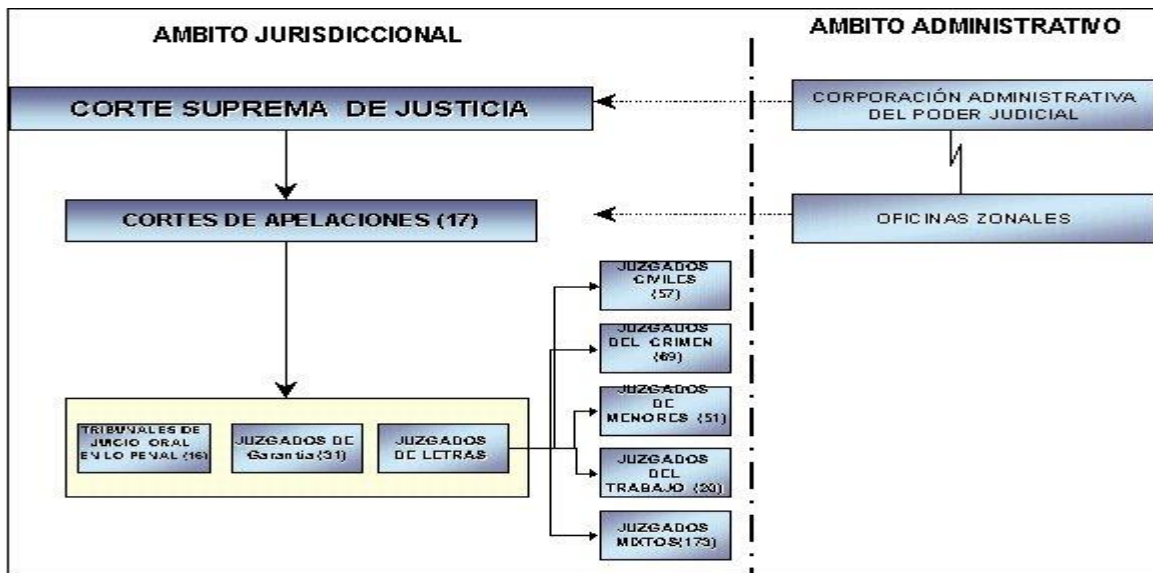 AMBITO JURISDICCIONAL
AMBITO ADMINISTRATIVO
CORTE SUPREMA DE JUSTICIA
CORPORACIÓN ADMINISTRATIVA
DEL PODER JUDICIAL
CORTES DE APELACIONES (17)
OFICINAS ZONALES
JUZGADOS
CIVILES
(57)
JUZGADOS
DEL CRIMEN
(69)
JUZGADOS
DE
MENORES (51)
JUZGADOS
DEL
TRABAJO (20)
JUZGADOS
MIXTOS(173)
TRIBUNALES DE
JUICIO ORAL
EN LO PENAL (16)
JUZGADOS DE
Garantía (31)
JUZGADOS
DE LETRAS